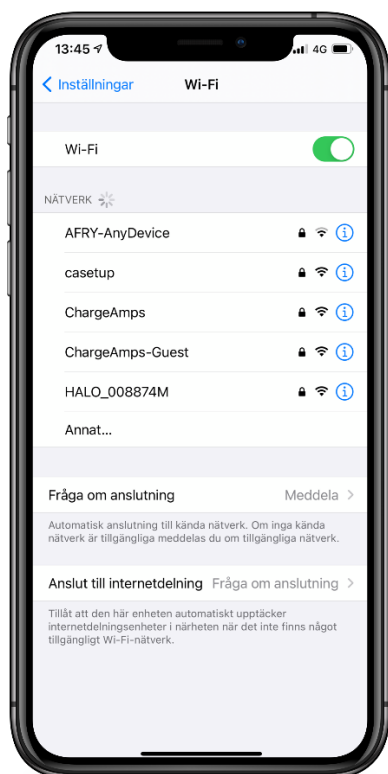 13:45 4G
Inställningar Wi-Fi
Wi-Fi
NÄTVERK
AFRY-AnyDevice
casetup
ChargeAmps
ChargeAmps-Guest
HALO_008874M
Annat...
Fråga om anslutning Meddela
Automatisk anslutning till kända nätverk. Om inga kända
nätverk är tillgängliga meddelas du om tillgängliga nätverk.
Anslut till internetdelning Fråga om anslutning
Tillåt att den här enheten automatiskt upptäcker
internetdelningsenheter i närheten när det inte finns något
tillgängligt Wi-Fi-nätverk.